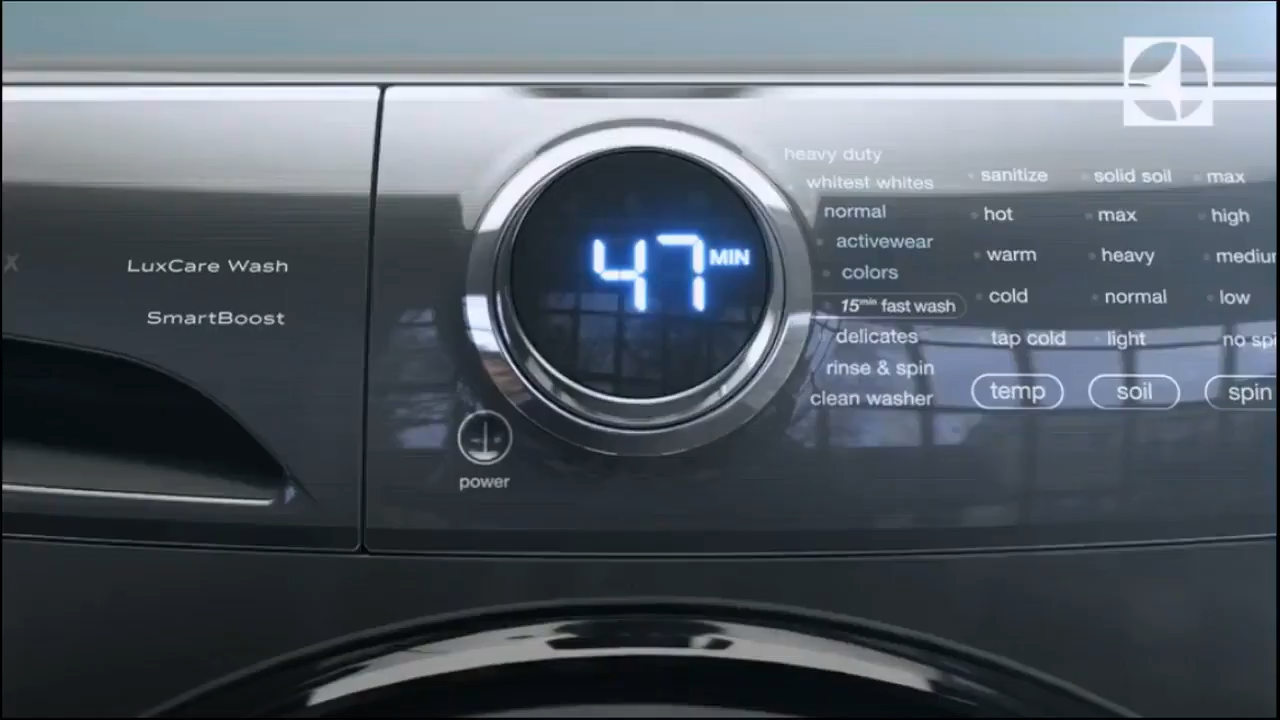 LuxCare Wash
SmartBoost
47 MIN
power
heavy duty
whitest whites
normal
activewear
colors
15min fast wash
delicates
rinse & spin
clean washer
sanitize
hot
warm
cold
tap cold
temp
solid soil
max
heavy
normal
light
soil
max
high
low
spin